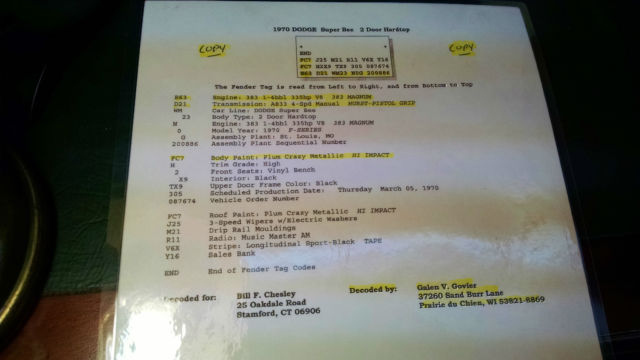 1970 DODGE Super Bee 2 Door Hardtop
COPY
COPY
END
FC7 J25 M21 R11 V6X Y16
FC7 H2X9 TX9 305 087674
E63 D21 WM23 N0G 200886
The Fender Tag is read from Left to Right, and from Bottom to Top
E63 Engine: 383 1-4bbl 335hp V8 383 MAGNUM
D21 Transmission: A833 4-Spd Manual HURST-PISTOL GRIP
WM Car Line: DODGE Super Bee
23 Body Type: 2 Door Hardtop
N Engine: 383 1-4bbl 335hp V8 383 MAGNUM
0 Model Year: 1970 F-SERIES
G Assembly Plant: St. Louis, MO
200886 Assembly Plant Sequential Number
FC7 Body Paint: Plum Crazy Metallic HI IMPACT
H Trim Grade: High
2 Front Seats: Vinyl Bench
X9 Interior: Black
TX9 Upper Door Frame Color: Black
305 Scheduled Production Date: Thursday March 05, 1970
087674 Vehicle Order Number
FC7 Roof Paint: Plum Crazy Metallic HI IMPACT
J25 3-Speed Wipers w/Electric Washers
M21 Drip Rail Mouldings
R11 Radio: Music Master AM
V6X Stripe: Longitudinal Sport-Black TAPE
Y16 Sales Bank
END End of Fender Tag Codes
Decoded for: Bill F. Chesley
25 Oakdale Road
Stamford, CT 06906
Decoded by: Galen V. Govier
37260 Sand Burr Lane
Prairie du Chien, WI 53821-8869